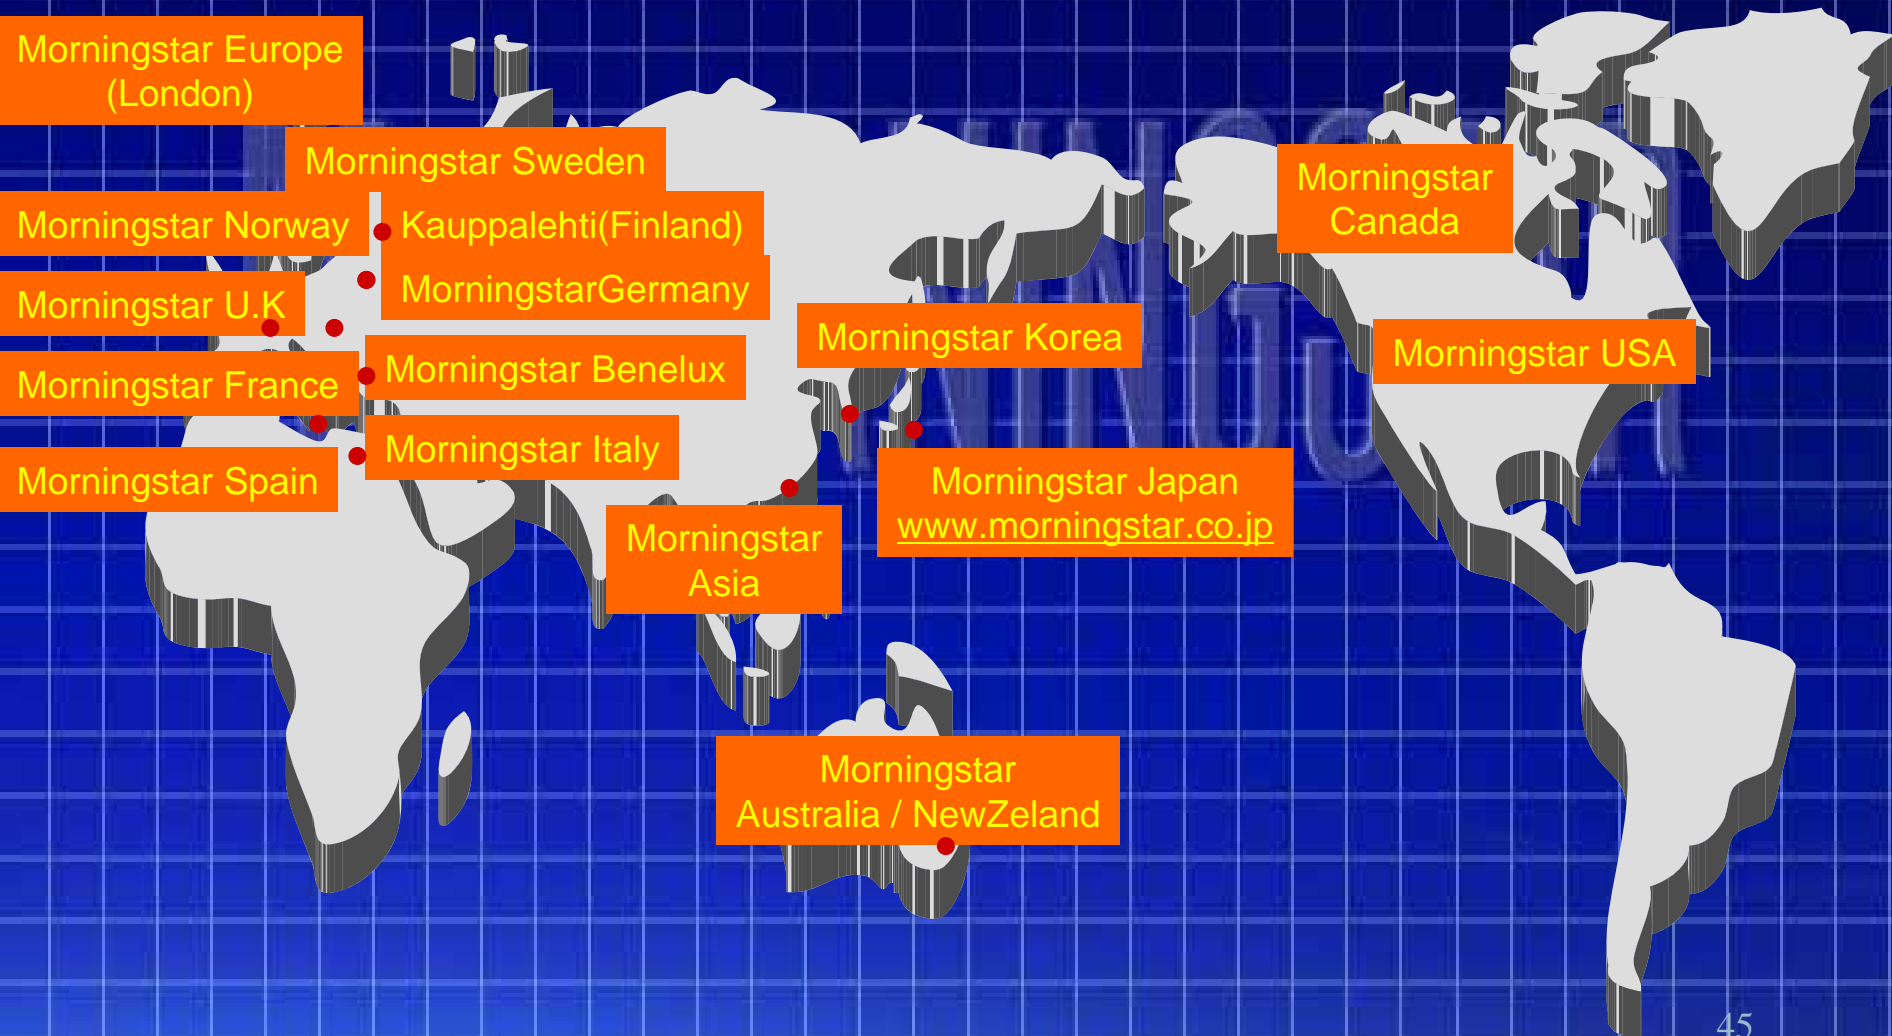 Morningstar Europe
(London)
Morningstar Sweden
Morningstar Norway
Kauppalehti(Finland)
MorningstarGermany
Morningstar U.K
Morningstar Benelux
Morningstar France
Morningstar Italy
Morningstar Spain
Morningstar Korea
Morningstar Japan
www.morningstar.co.jp
Morningstar
Asia
Morningstar
Australia / NewZeland
Morningstar
Canada
Morningstar USA
45